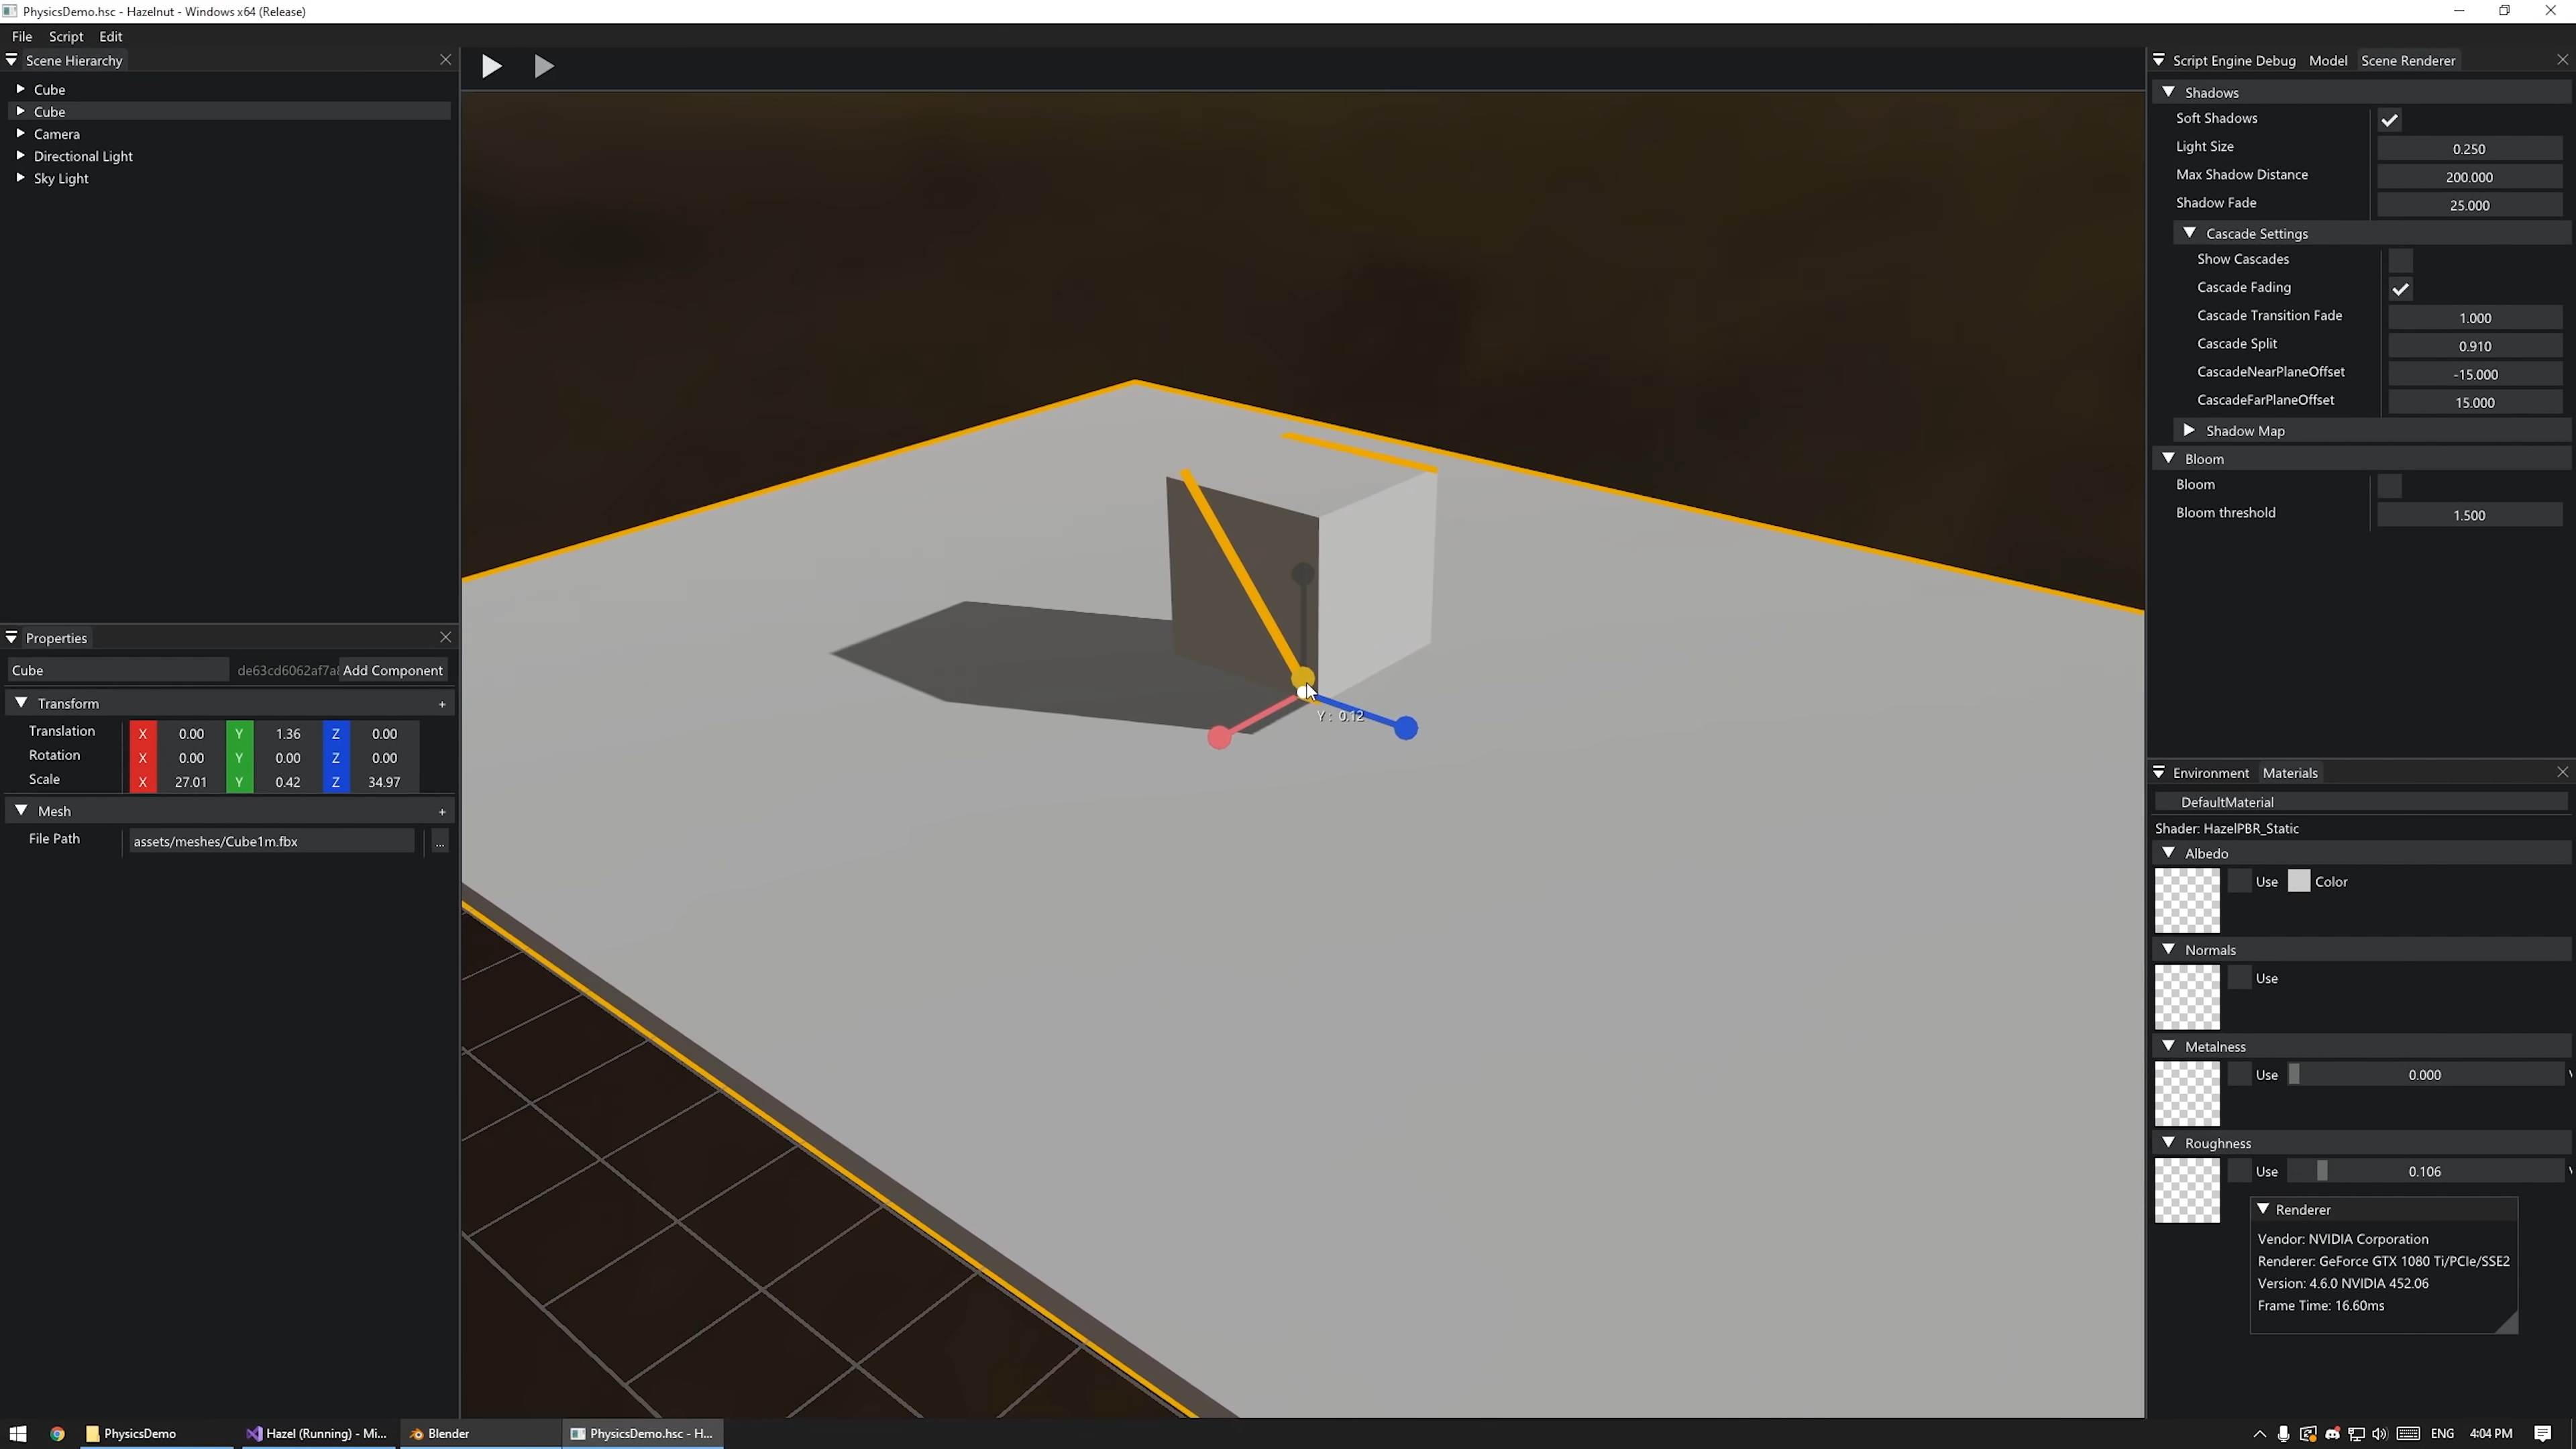 PhysicsDemo.hsc - Hazelnut - Windows x64 (Release)
File Script Edit
Scene Hierarchy
Cube
Cube
Camera
Directional Light
Sky Light
Properties
Cube de63cd6062af7a Add Component
Transform +
Translation X 0.00 Y 1.36 Z 0.00
Rotation X 0.00 Y 0.00 Z 0.00
Scale X 27.01 Y 0.42 Z 34.97
Mesh +
File Path assets/meshes/Cube1m.fbx ...
Y : 0.12
Script Engine Debug Model Scene Renderer
Shadows
Soft Shadows
Light Size 0.250
Max Shadow Distance 200.000
Shadow Fade 25.000
Cascade Settings
Show Cascades
Cascade Fading
Cascade Transition Fade 1.000
Cascade Split 0.910
CascadeNearPlaneOffset -15.000
CascadeFarPlaneOffset 15.000
Shadow Map
Bloom
Bloom
Bloom threshold 1.500
Environment Materials
DefaultMaterial
Shader: HazelPBR_Static
Albedo
Use Color
Normals
Use
Metalness
Use 0.000
Roughness
Use 0.106
Renderer
Vendor: NVIDIA Corporation
Renderer: GeForce GTX 1080 Ti/PCIe/SSE2
Version: 4.6.0 NVIDIA 452.06
Frame Time: 16.60ms
PhysicsDemo Hazel (Running) - Mi... Blender PhysicsDemo.hsc - H... ENG 4:04 PM